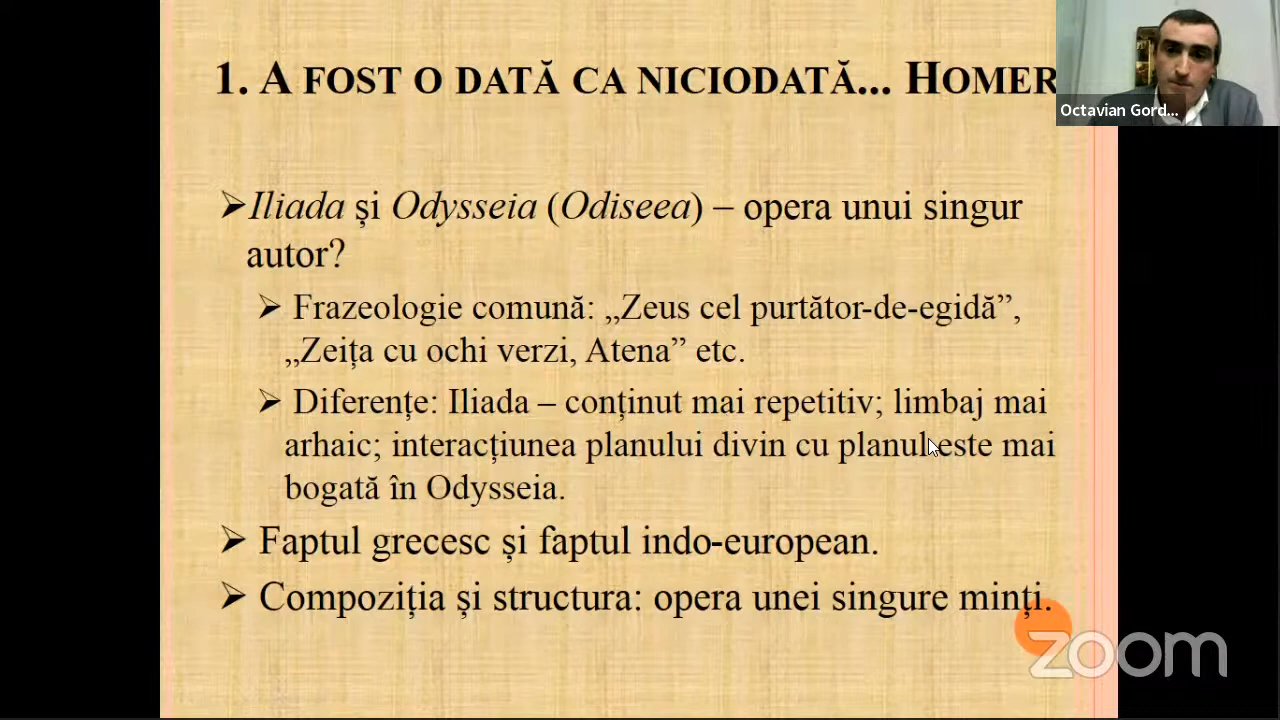 1. A FOST O DATĂ CA NICIODATĂ... HOMER
Octavian Gord...
➢Iliada și Odysseia (Odiseea) – opera unui singur
autor?
➢ Frazeologie comună: „Zeus cel purtător-de-egidă”,
„Zeița cu ochi verzi, Atena” etc.
➢ Diferențe: Iliada – conținut mai repetitiv; limbaj mai
arhaic; interacțiunea planului divin cu planul este mai
bogată în Odysseia.
➢ Faptul grecesc și faptul indo-european.
➢ Compoziția și structura: opera unei singure minți.
zoom